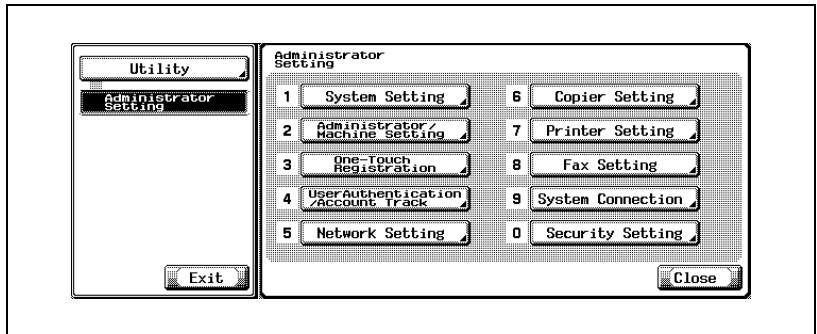 Utility
Administrator
Setting
Exit
Administrator
Setting
1 System Setting
2 Administrator/
Machine Setting
3 One-Touch
Registration
4 UserAuthentication
/Account Track
5 Network Setting
6 Copier Setting
7 Printer Setting
8 Fax Setting
9 System Connection
0 Security Setting
Close